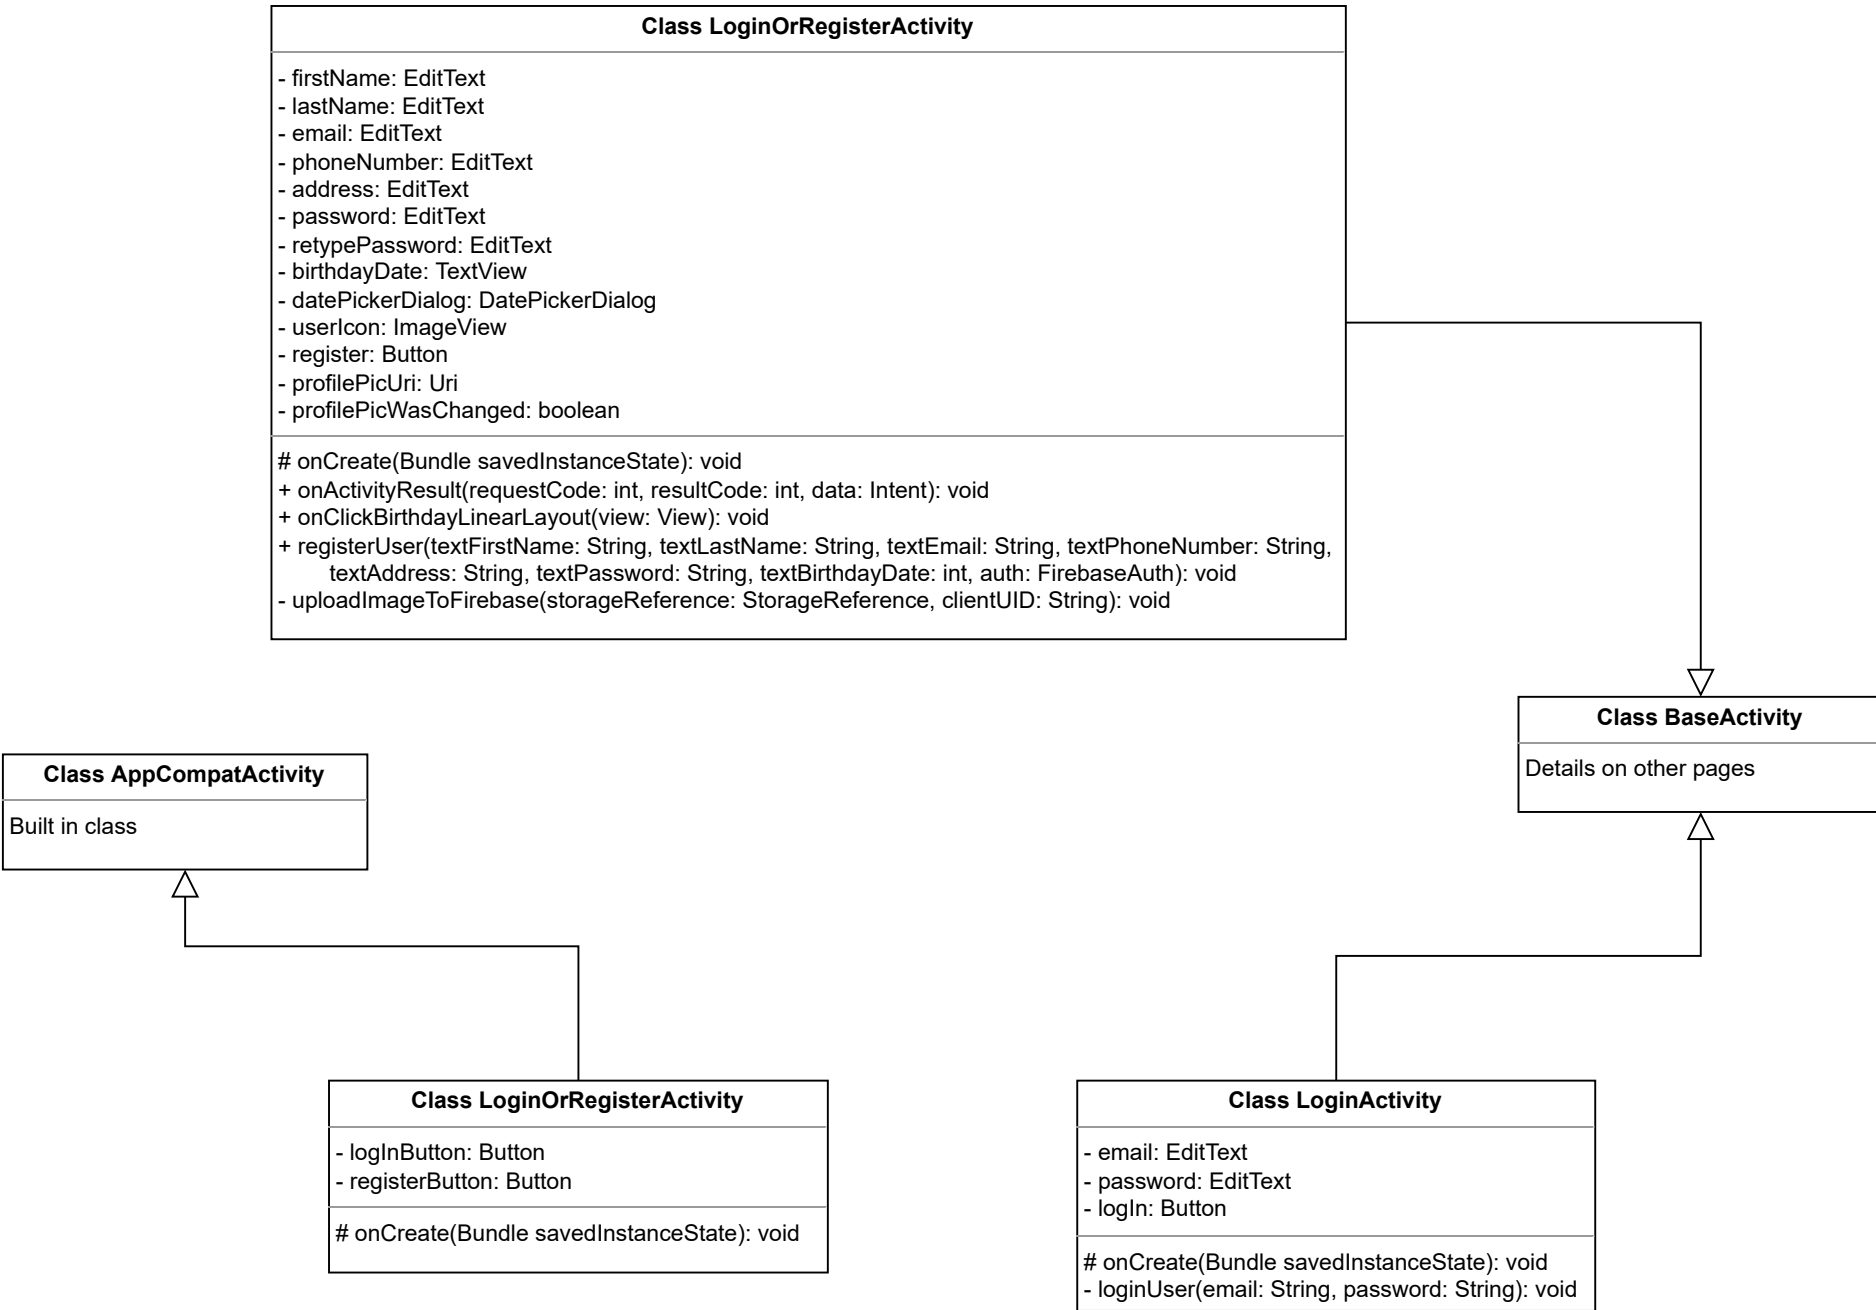 Class LoginOrRegisterActivity
- firstName: EditText
- lastName: EditText
- email: EditText
- phoneNumber: EditText
- address: EditText
- password: EditText
- retypePassword: EditText
- birthdayDate: TextView
- datePickerDialog: DatePickerDialog
- userIcon: ImageView
- register: Button
- profilePicUri: Uri
- profilePicWasChanged: boolean
# onCreate(Bundle savedInstanceState): void
+ onActivityResult(requestCode: int, resultCode: int, data: Intent): void
+ onClickBirthdayLinearLayout(view: View): void
+ registerUser(textFirstName: String, textLastName: String, textEmail: String, textPhoneNumber: String,
textAddress: String, textPassword: String, textBirthdayDate: int, auth: FirebaseAuth): void
- uploadImageToFirebase(storageReference: StorageReference, clientUID: String): void
Class BaseActivity
Details on other pages
Class AppCompatActivity
Built in class
Class LoginOrRegisterActivity
- logInButton: Button
- registerButton: Button
# onCreate(Bundle savedInstanceState): void
Class LoginActivity
- email: EditText
- password: EditText
- logIn: Button
# onCreate(Bundle savedInstanceState): void
- loginUser(email: String, password: String): void